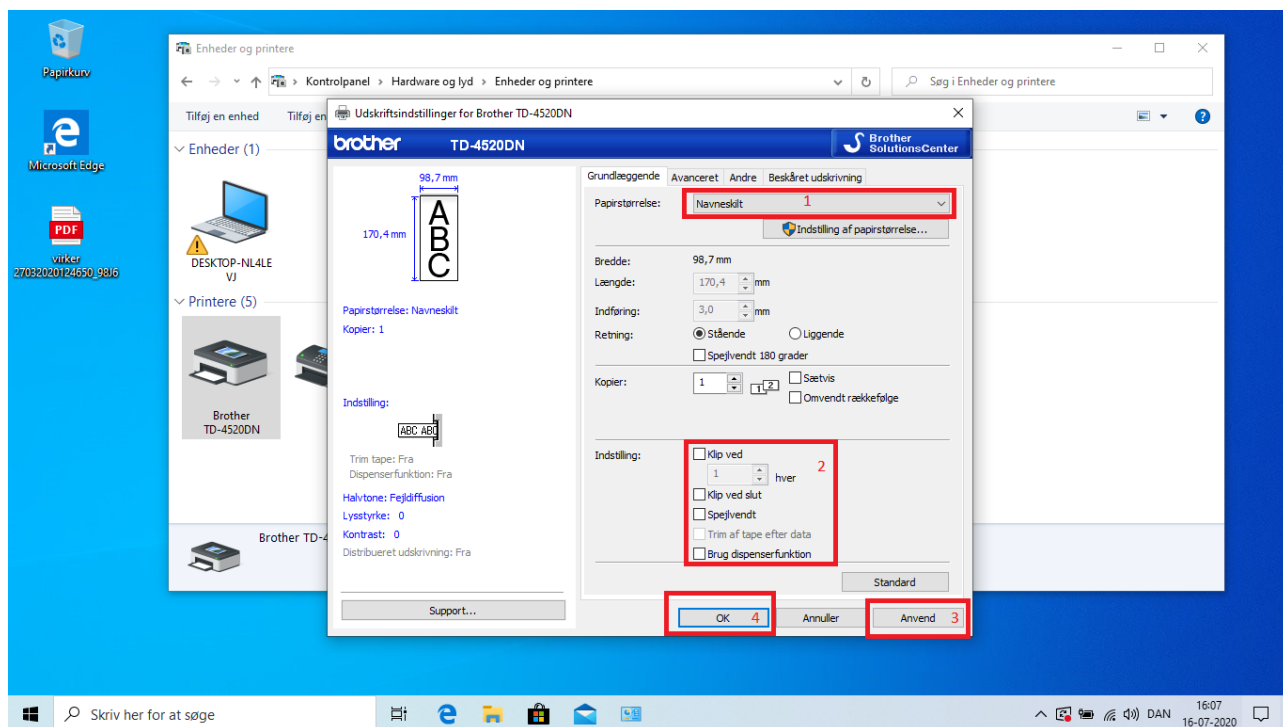 Papirkurv
Microsoft Edge
PDF
virker
27032020124650_98J6
Enheder og printere
Kontrolpanel > Hardware og lyd > Enheder og printere
Søg i Enheder og printere
Tilføj en enhed Tilføj en
Enheder (1)
DESKTOP-NL4LE
VJ
Printere (5)
Brother
TD-4520DN
Brother TD-4
Udskriftsindstillinger for Brother TD-4520DN
brother TD-4520DN
Brother
SolutionsCenter
98,7 mm
170,4 mm
A
B
C
Papirstørrelse: Navneskilt
Kopier: 1
Indstilling:
ABC ABC
Trim tape: Fra
Dispenserfunktion: Fra
Halvtone: Fejldiffusion
Lysstyrke: 0
Kontrast: 0
Distribueret udskrivning: Fra
Support...
Grundlæggende Avanceret Andre Beskåret udskrivning
Papirstørrelse: Navneskilt 1
Indstilling af papirstørrelse...
Bredde: 98,7 mm
Længde: 170,4 mm
Indføring: 3,0 mm
Retning: Stående Liggende
Spejlvendt 180 grader
Kopier: 1 1 2 Sætvis
Omvendt rækkefølge
Indstilling: Klip ved
1 hver 2
Klip ved slut
Spejlvendt
Trim af tape efter data
Brug dispenserfunktion
Standard
OK 4 Annuller Anvend 3
Skriv her for at søge
DAN
16:07
16-07-2020